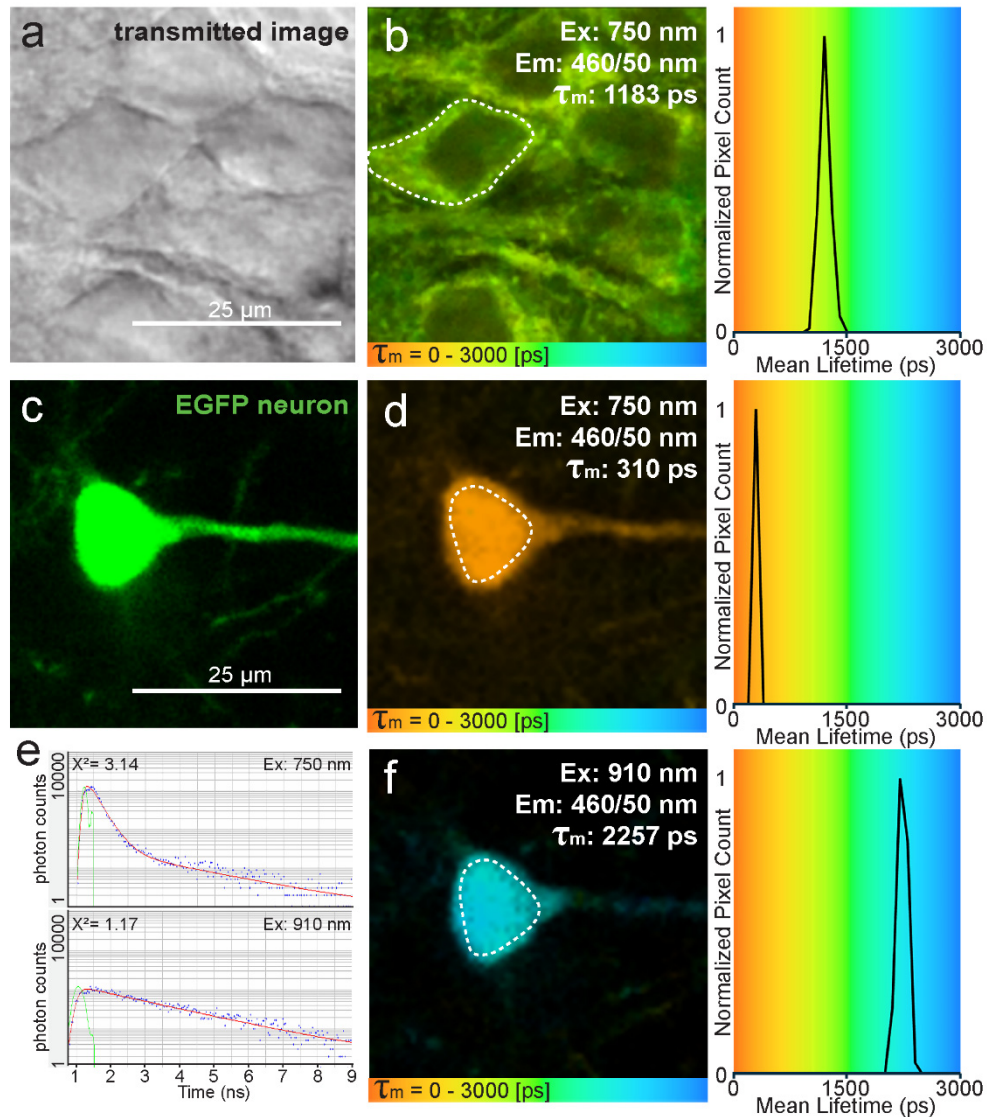 a
transmitted image
25 µm
b
Ex: 750 nm
Em: 460/50 nm
τm: 1183 ps
τm = 0 - 3000 [ps]
Normalized Pixel Count
1
0
0
1500
3000
Mean Lifetime (ps)
c
EGFP neuron
25 µm
d
Ex: 750 nm
Em: 460/50 nm
τm: 310 ps
τm = 0 - 3000 [ps]
Normalized Pixel Count
1
0
0
1500
3000
Mean Lifetime (ps)
e
X²= 3.14
Ex: 750 nm
photon counts
10000
1
X²= 1.17
Ex: 910 nm
photon counts
10000
1
1 2 3 4 5 6 7 8 9
Time (ns)
f
Ex: 910 nm
Em: 460/50 nm
τm: 2257 ps
τm = 0 - 3000 [ps]
Normalized Pixel Count
1
0
0
1500
3000
Mean Lifetime (ps)